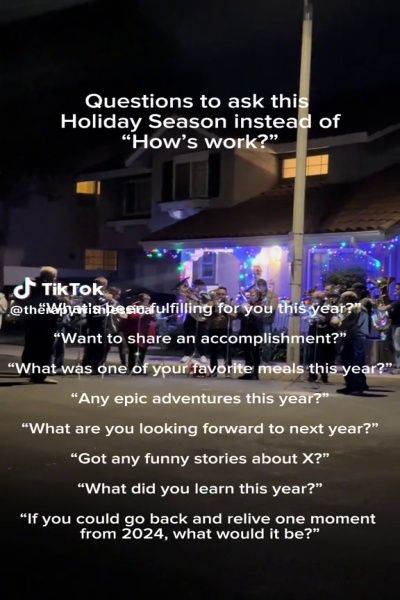 Questions to ask this
Holiday Season instead of
“How’s work?”
TikTok
“What's been fulfilling for you this year?”
“Want to share an accomplishment?”
“What was one of your favorite meals this year?”
“Any epic adventures this year?”
“What are you looking forward to next year?”
“Got any funny stories about X?”
“What did you learn this year?”
“If you could go back and relive one moment
from 2024, what would it be?”